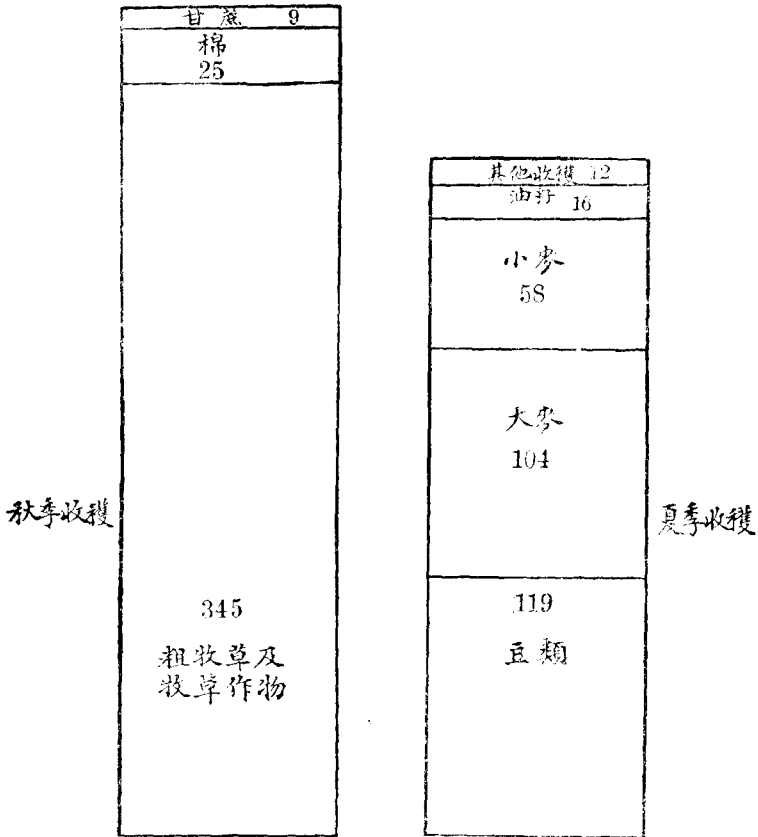 甘蔗 9
棉
25
345
粗牧草及
牧草作物
秋季收穫
其他收穫 12
油籽 16
小麥
58
大麥
104
119
豆類
夏季收穫